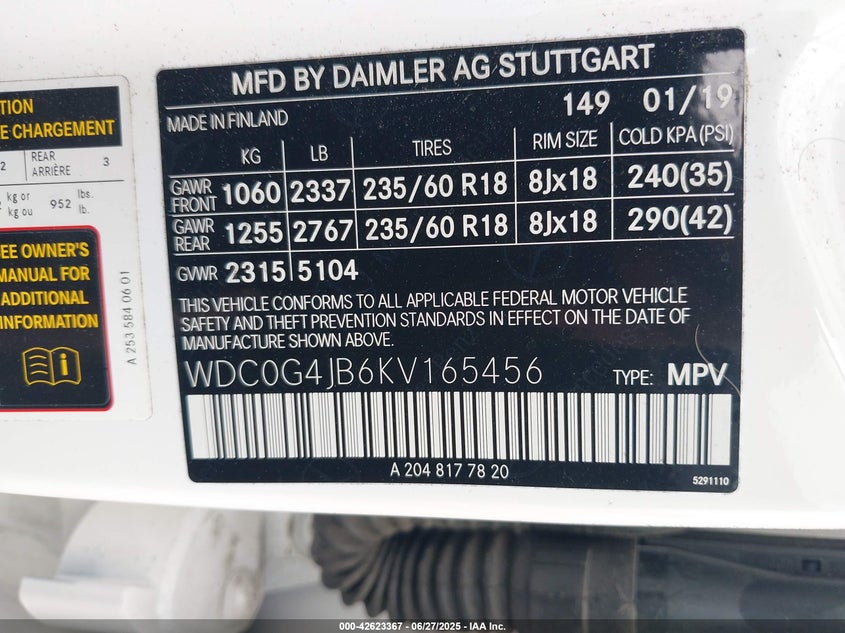 TION
E CHARGEMENT
2 REAR ARRIÈRE 3
kg or kg ou 952 lbs. lb.
EE OWNER'S
MANUAL FOR
ADDITIONAL
INFORMATION
A 253 584 06 01
MFD BY DAIMLER AG STUTTGART
MADE IN FINLAND 149 01/19
KG LB TIRES RIM SIZE COLD KPA(PSI)
GAWR FRONT 1060 2337 235/60 R18 8Jx18 240(35)
GAWR REAR 1255 2767 235/60 R18 8Jx18 290(42)
GVWR 2315 5104
THIS VEHICLE CONFORMS TO ALL APPLICABLE FEDERAL MOTOR VEHICLE
SAFETY AND THEFT PREVENTION STANDARDS IN EFFECT ON THE DATE OF
MANUFACTURE SHOWN ABOVE.
WDC0G4JB6KV165456 TYPE: MPV
A 204 817 78 20
5291110
000-42623367 - 06/27/2025 - IAA Inc.